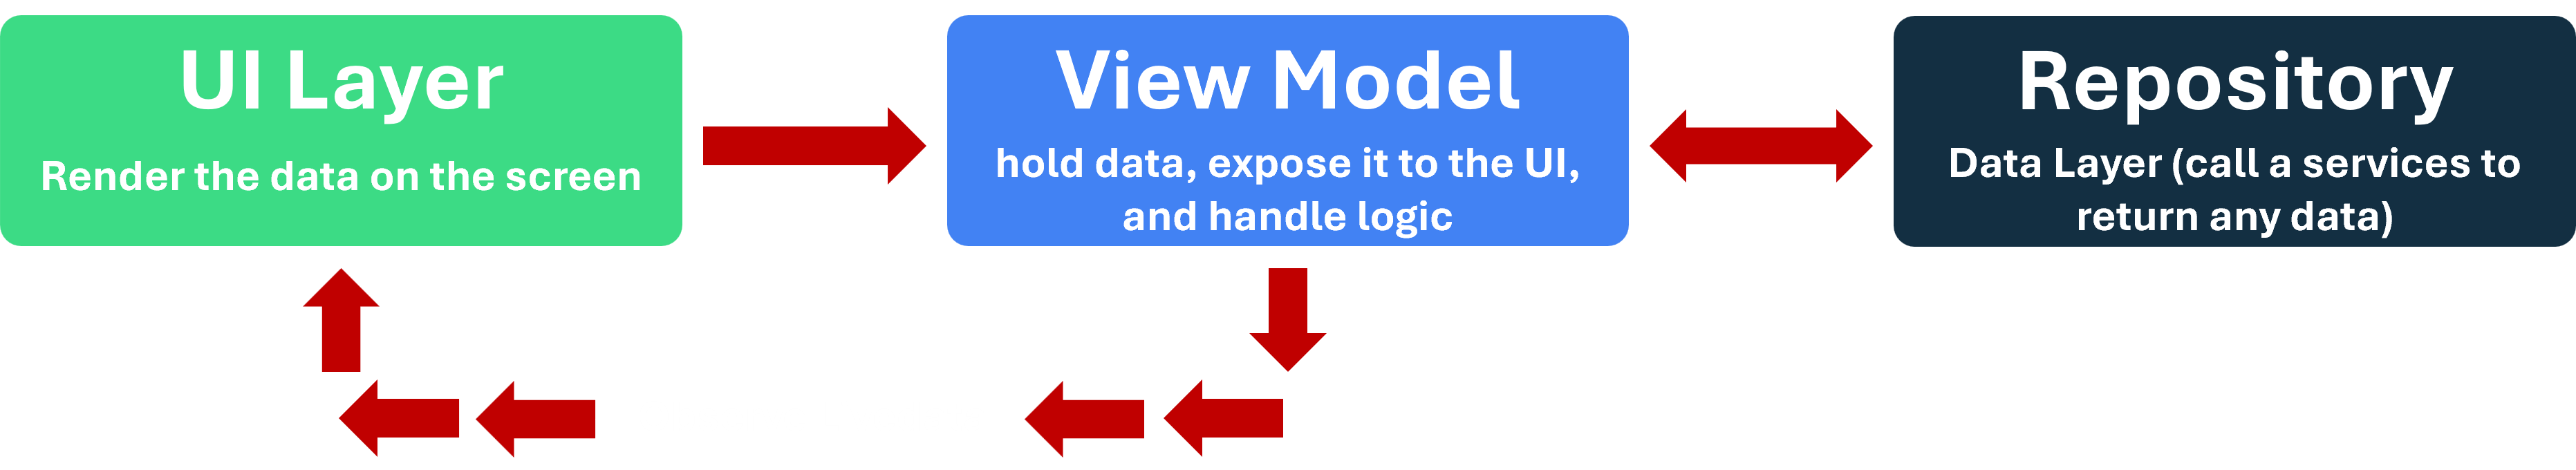 UI Layer
Render the data on the screen
View Model
hold data, expose it to the UI,
and handle logic
Repository
Data Layer (call a services to
return any data)